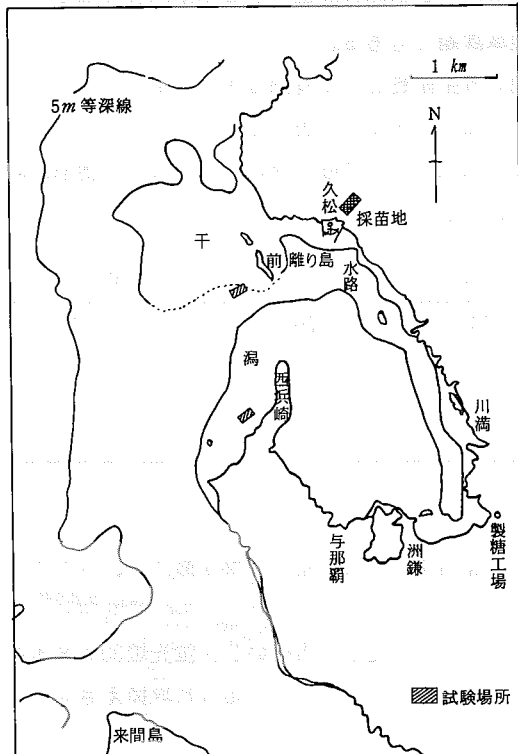 1 km
5m 等深線
N
久松
採苗地
干
前離り島
水路
潟
西浜崎
川満
製糖工場
与那覇
洲鎌
試験場所
来間島